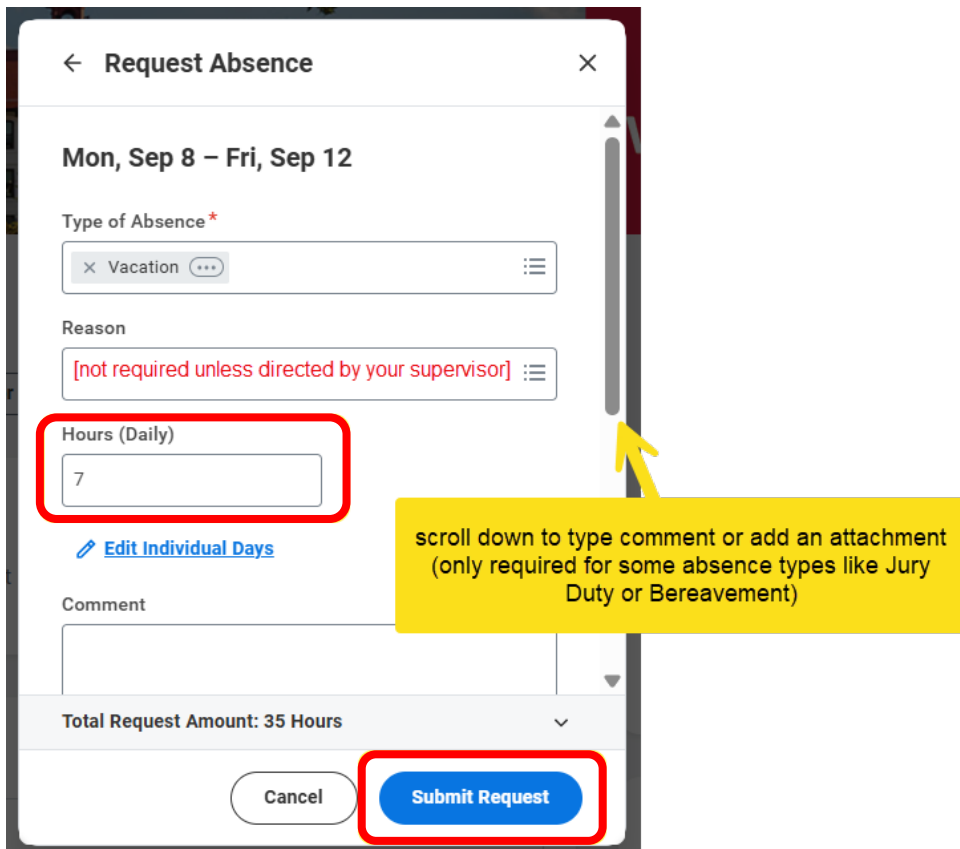 Request Absence
Mon, Sep 8 – Fri, Sep 12
Type of Absence*
Vacation
Reason
[not required unless directed by your supervisor]
Hours (Daily)
7
Edit Individual Days
scroll down to type comment or add an attachment
(only required for some absence types like Jury
Duty or Bereavement)
Comment
Total Request Amount: 35 Hours
Cancel
Submit Request